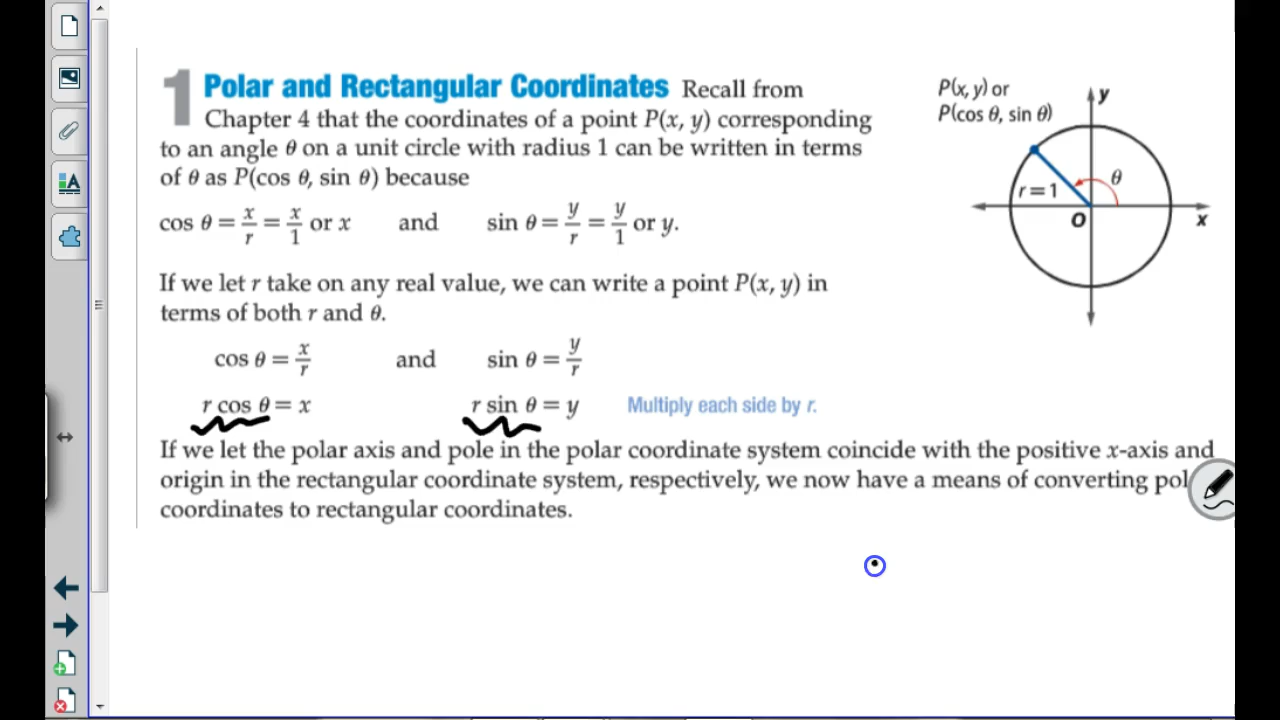 1 Polar and Rectangular Coordinates Recall from
Chapter 4 that the coordinates of a point P(x, y) corresponding
to an angle θ on a unit circle with radius 1 can be written in terms
of θ as P(cos θ, sin θ) because
cos θ = x/r = x/1 or x and sin θ = y/r = y/1 or y.
If we let r take on any real value, we can write a point P(x, y) in
terms of both r and θ.
cos θ = x/r and sin θ = y/r
r cos θ = x r sin θ = y Multiply each side by r.
If we let the polar axis and pole in the polar coordinate system coincide with the positive x-axis and
origin in the rectangular coordinate system, respectively, we now have a means of converting pol
coordinates to rectangular coordinates.
P(x, y) or
P(cos θ, sin θ)
y
θ
r = 1
O
x